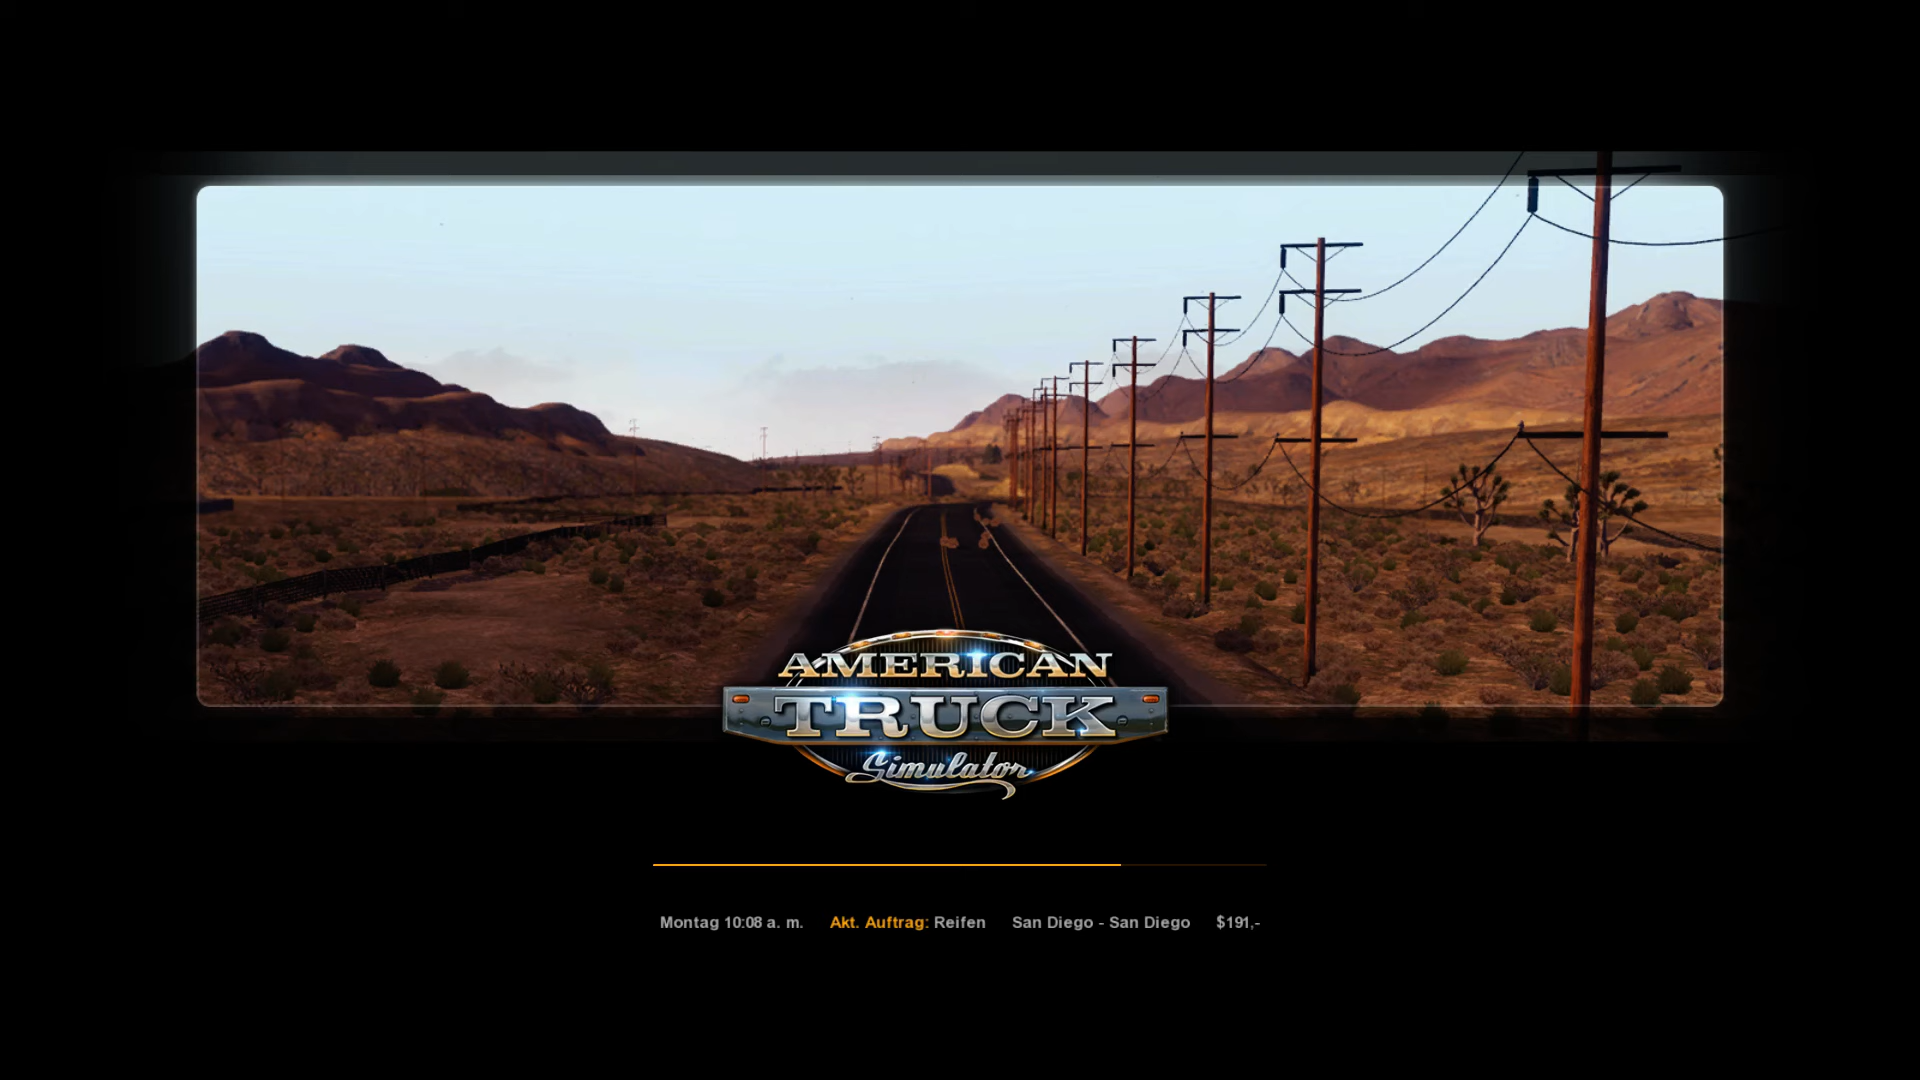 AMERICAN
TRUCK
Simulator
Montag 10:08 a. m. Akt. Auftrag: Reifen San Diego - San Diego $191,-